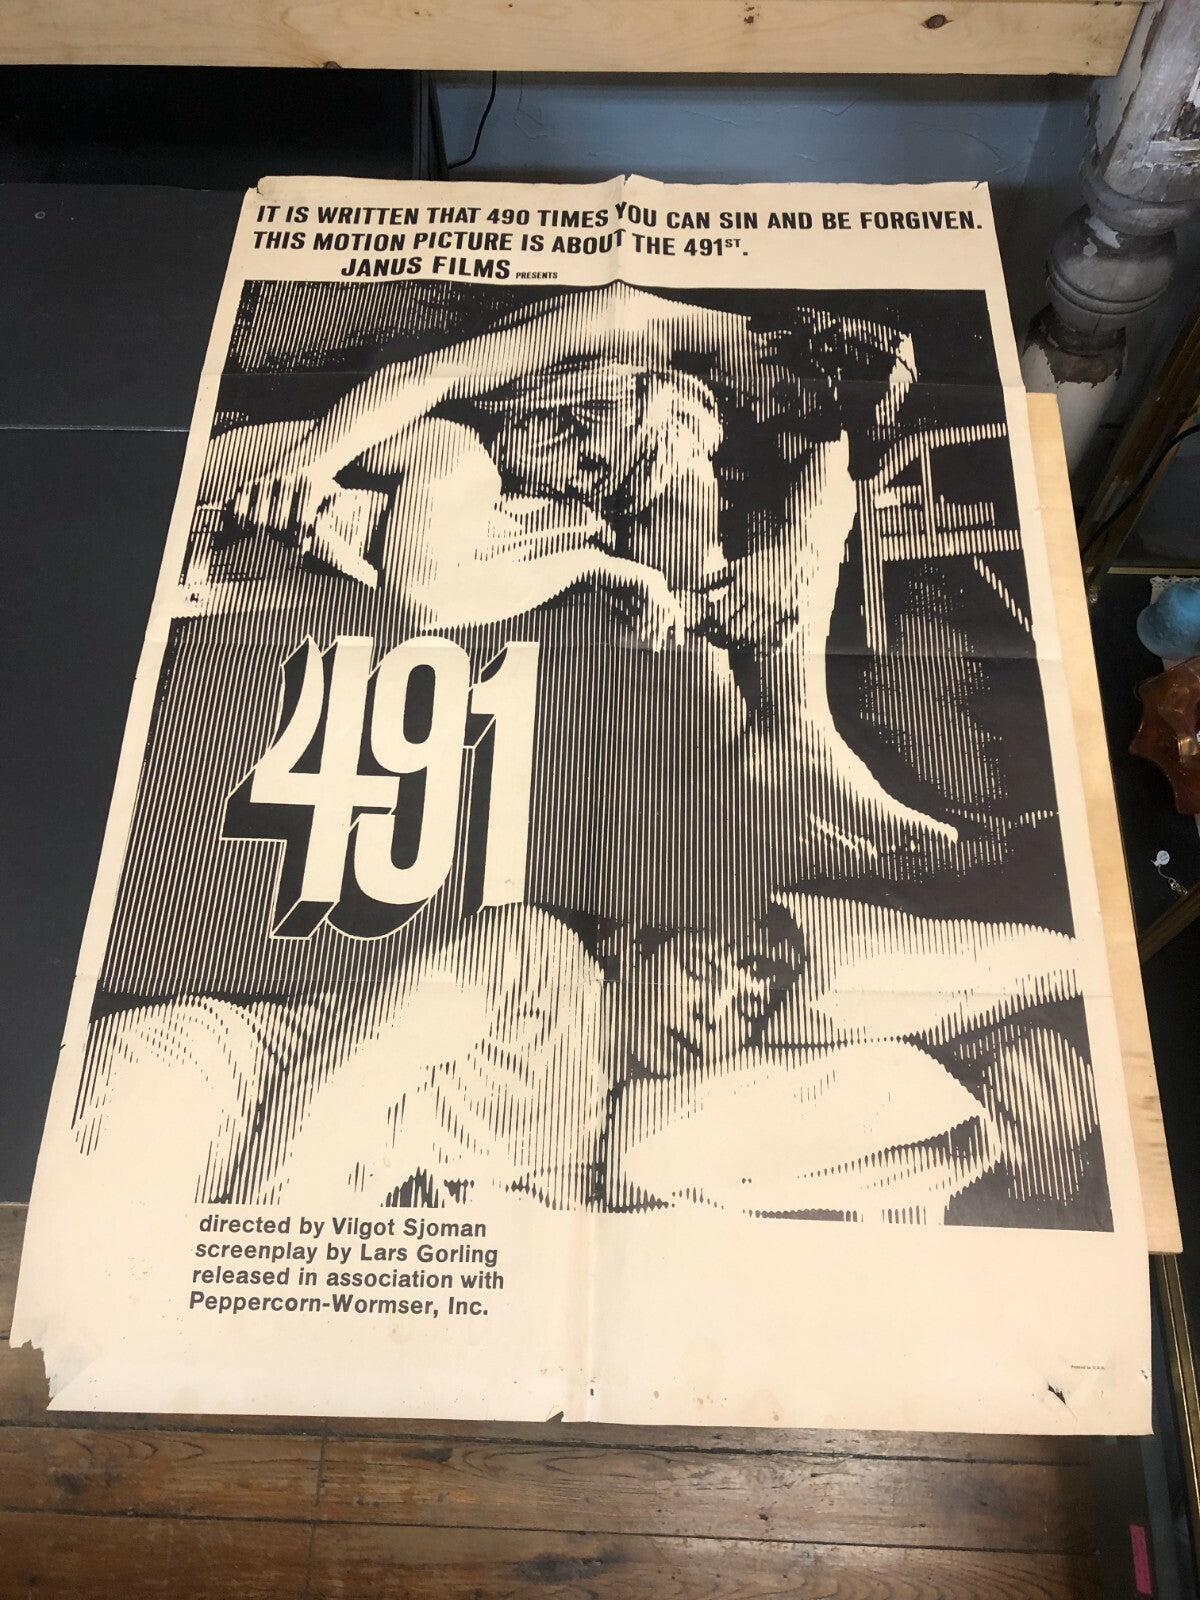 IT IS WRITTEN THAT 490 TIMES YOU CAN SIN AND BE FORGIVEN.
THIS MOTION PICTURE IS ABOUT THE 491ST.
JANUS FILMS PRESENTS
491
directed by Vilgot Sjoman
screenplay by Lars Gorling
released in association with
Peppercorn-Wormser, Inc.
Printed in U.S.A.